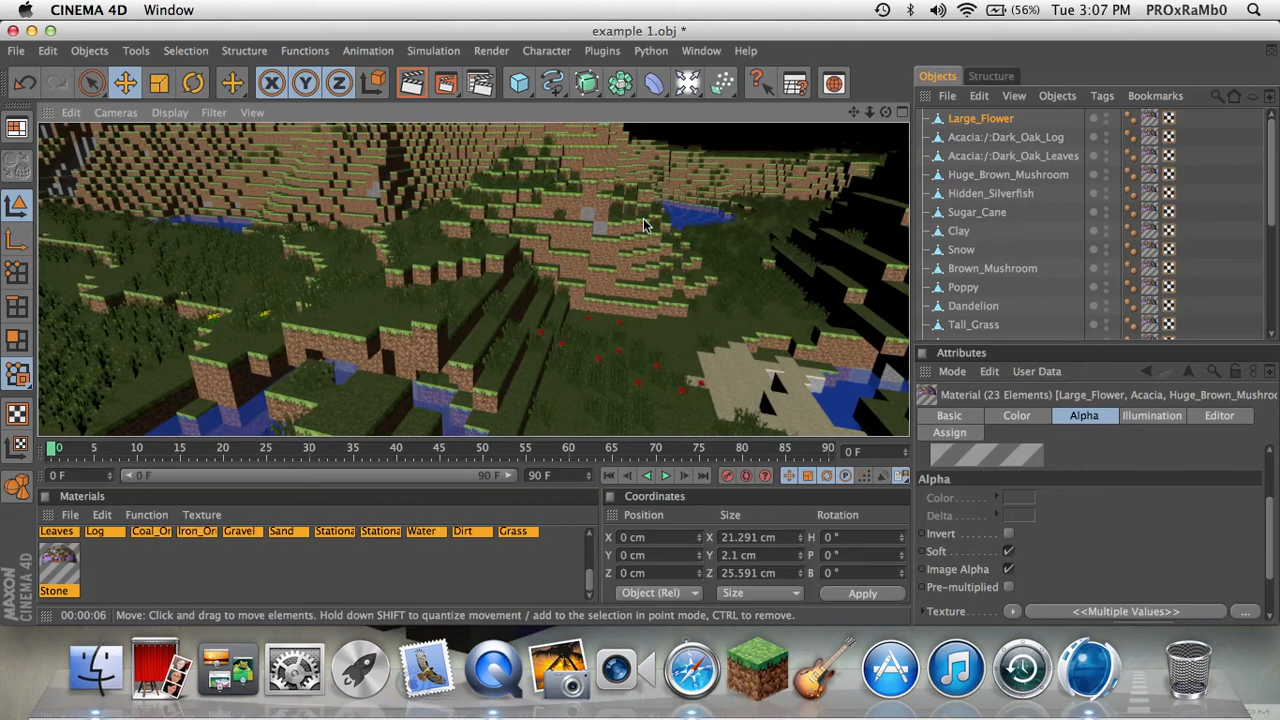 CINEMA 4D Window (56%) Tue 3:07 PM PROxRaMb0
example 1.obj *
File Edit Objects Tools Selection Structure Functions Animation Simulation Render Character Plugins Python Window Help
X Y Z
Objects Structure
File Edit View Objects Tags Bookmarks
Edit Cameras Display Filter View
Large_Flower
Acacia/:/Dark_Oak_Log
Acacia/:/Dark_Oak_Leaves
Huge_Brown_Mushroom
Hidden_Silverfish
Sugar_Cane
Clay
Snow
Brown_Mushroom
Poppy
Dandelion
Tall_Grass
Attributes
Mode Edit User Data
Material (23 Elements) [Large_Flower, Acacia, Huge_Brown_Mushroo
Basic Color Alpha Illumination Editor
Assign
Alpha
Color
Delta
Invert
Soft
Image Alpha
Pre-multiplied
Texture <<Multiple Values>> ...
0 5 10 15 20 25 30 35 40 45 50 55 60 65 70 75 80 85 90 0 F
0 F 0 F 90 F 90 F
Materials
File Edit Function Texture
Leaves Log Coal_Or Iron_Or Gravel Sand Stationa Stationa Water Dirt Grass
Stone
Coordinates
Position Size Rotation
X 0 cm X 21.291 cm H 0 °
Y 0 cm Y 2.1 cm P 0 °
Z 0 cm Z 25.591 cm B 0 °
Object (Rel) Size Apply
MAXON CINEMA 4D
00:00:06 Move: Click and drag to move elements. Hold down SHIFT to quantize movement / add to the selection in point mode, CTRL to remove.